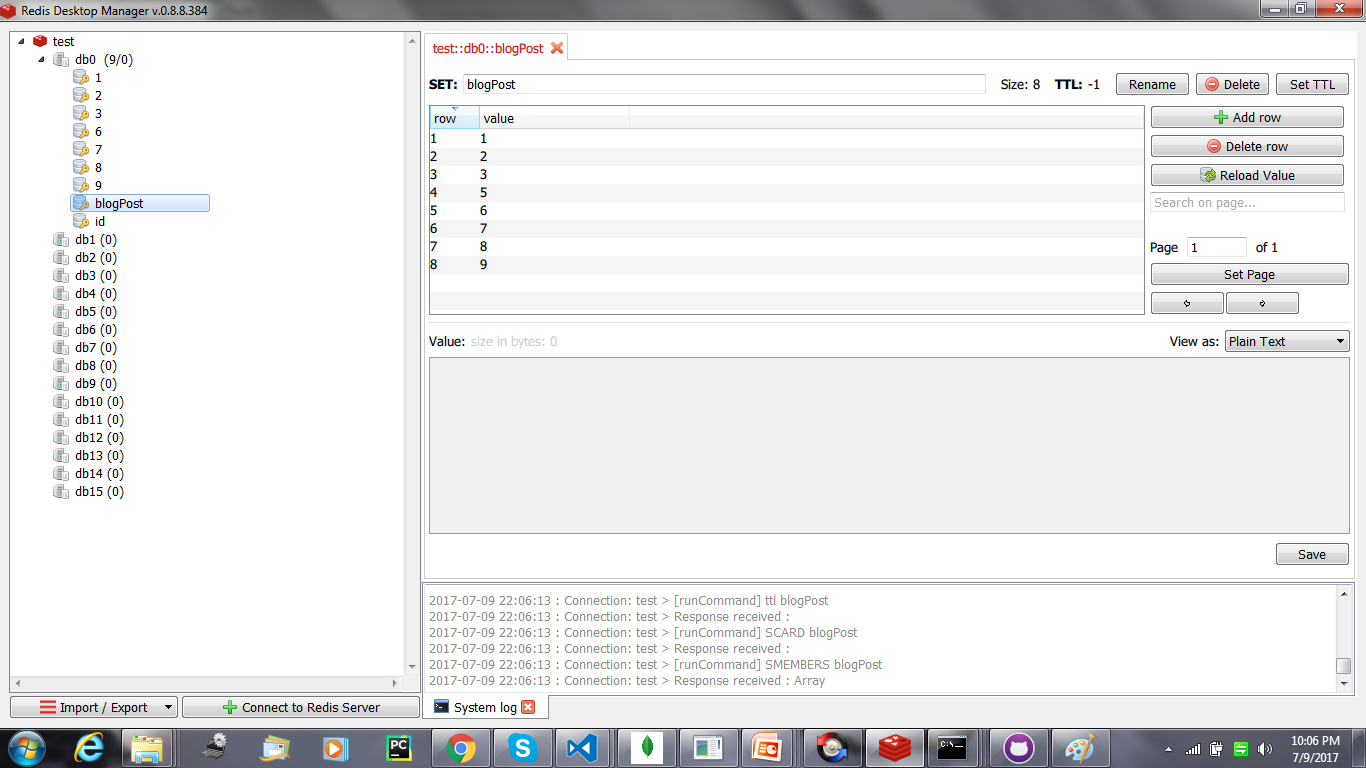 Redis Desktop Manager v.0.8.8.384
test
db0 (9/0)
1
2
3
6
7
8
9
blogPost
id
db1 (0)
db2 (0)
db3 (0)
db4 (0)
db5 (0)
db6 (0)
db7 (0)
db8 (0)
db9 (0)
db10 (0)
db11 (0)
db12 (0)
db13 (0)
db14 (0)
db15 (0)
Import / Export
Connect to Redis Server
test::db0::blogPost
SET: blogPost Size: 8 TTL: -1 Rename Delete Set TTL
row value
1 1
2 2
3 3
4 5
5 6
6 7
7 8
8 9
Add row
Delete row
Reload Value
Search on page...
Page 1 of 1
Set Page
Value: size in bytes: 0 View as: Plain Text
Save
2017-07-09 22:06:13 : Connection: test > [runCommand] ttl blogPost
2017-07-09 22:06:13 : Connection: test > Response received :
2017-07-09 22:06:13 : Connection: test > [runCommand] SCARD blogPost
2017-07-09 22:06:13 : Connection: test > Response received :
2017-07-09 22:06:13 : Connection: test > [runCommand] SMEMBERS blogPost
2017-07-09 22:06:13 : Connection: test > Response received : Array
System log
PC
C:\.
10:06 PM
7/9/2017